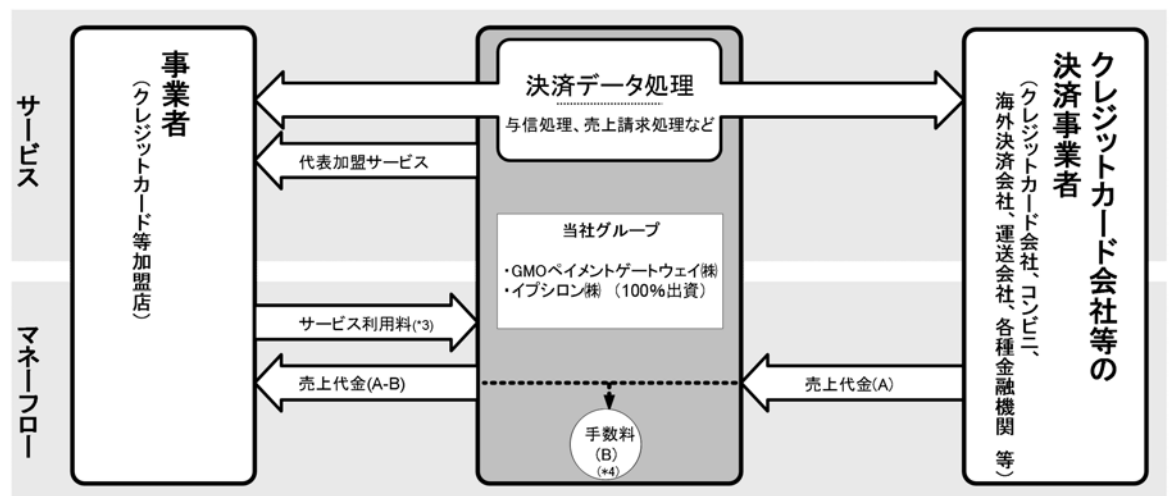 サービス
事業者
（クレジットカード等加盟店）
決済データ処理
与信処理、売上請求処理など
代表加盟サービス
当社グループ
・GMOペイメントゲートウェイ㈱
・イプシロン㈱ （100％出資）
クレジットカード会社等の
決済事業者
（クレジットカード会社、コンビニ、
海外決済会社、運送会社、各種金融機関 等）
マネーフロー
サービス利用料(*3)
売上代金(A-B)
売上代金(A)
手数料
(B)
(*4)